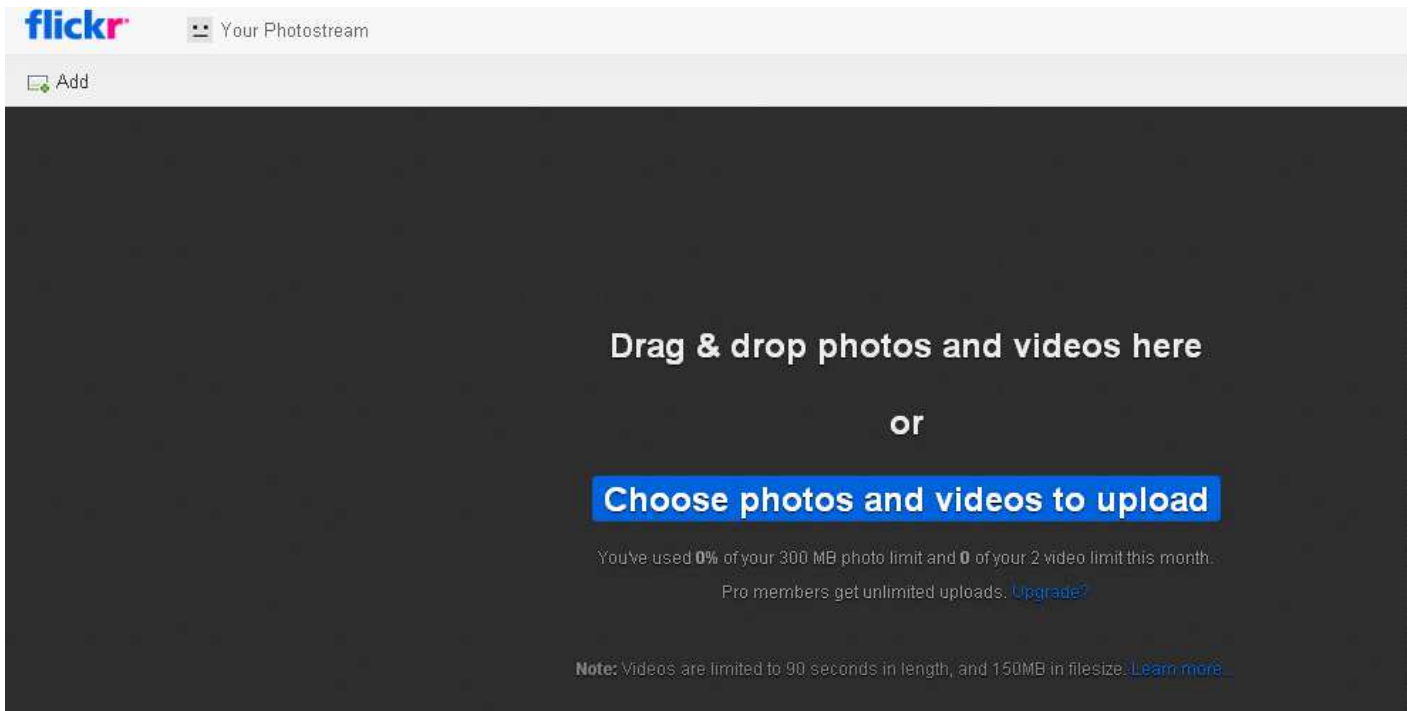 flickr
Your Photostream
Add
Drag & drop photos and videos here
or
Choose photos and videos to upload
You've used 0% of your 300 MB photo limit and 0 of your 2 video limit this month.
Pro members get unlimited uploads. Upgrade?
Note: Videos are limited to 90 seconds in length, and 150MB in filesize. Learn more...